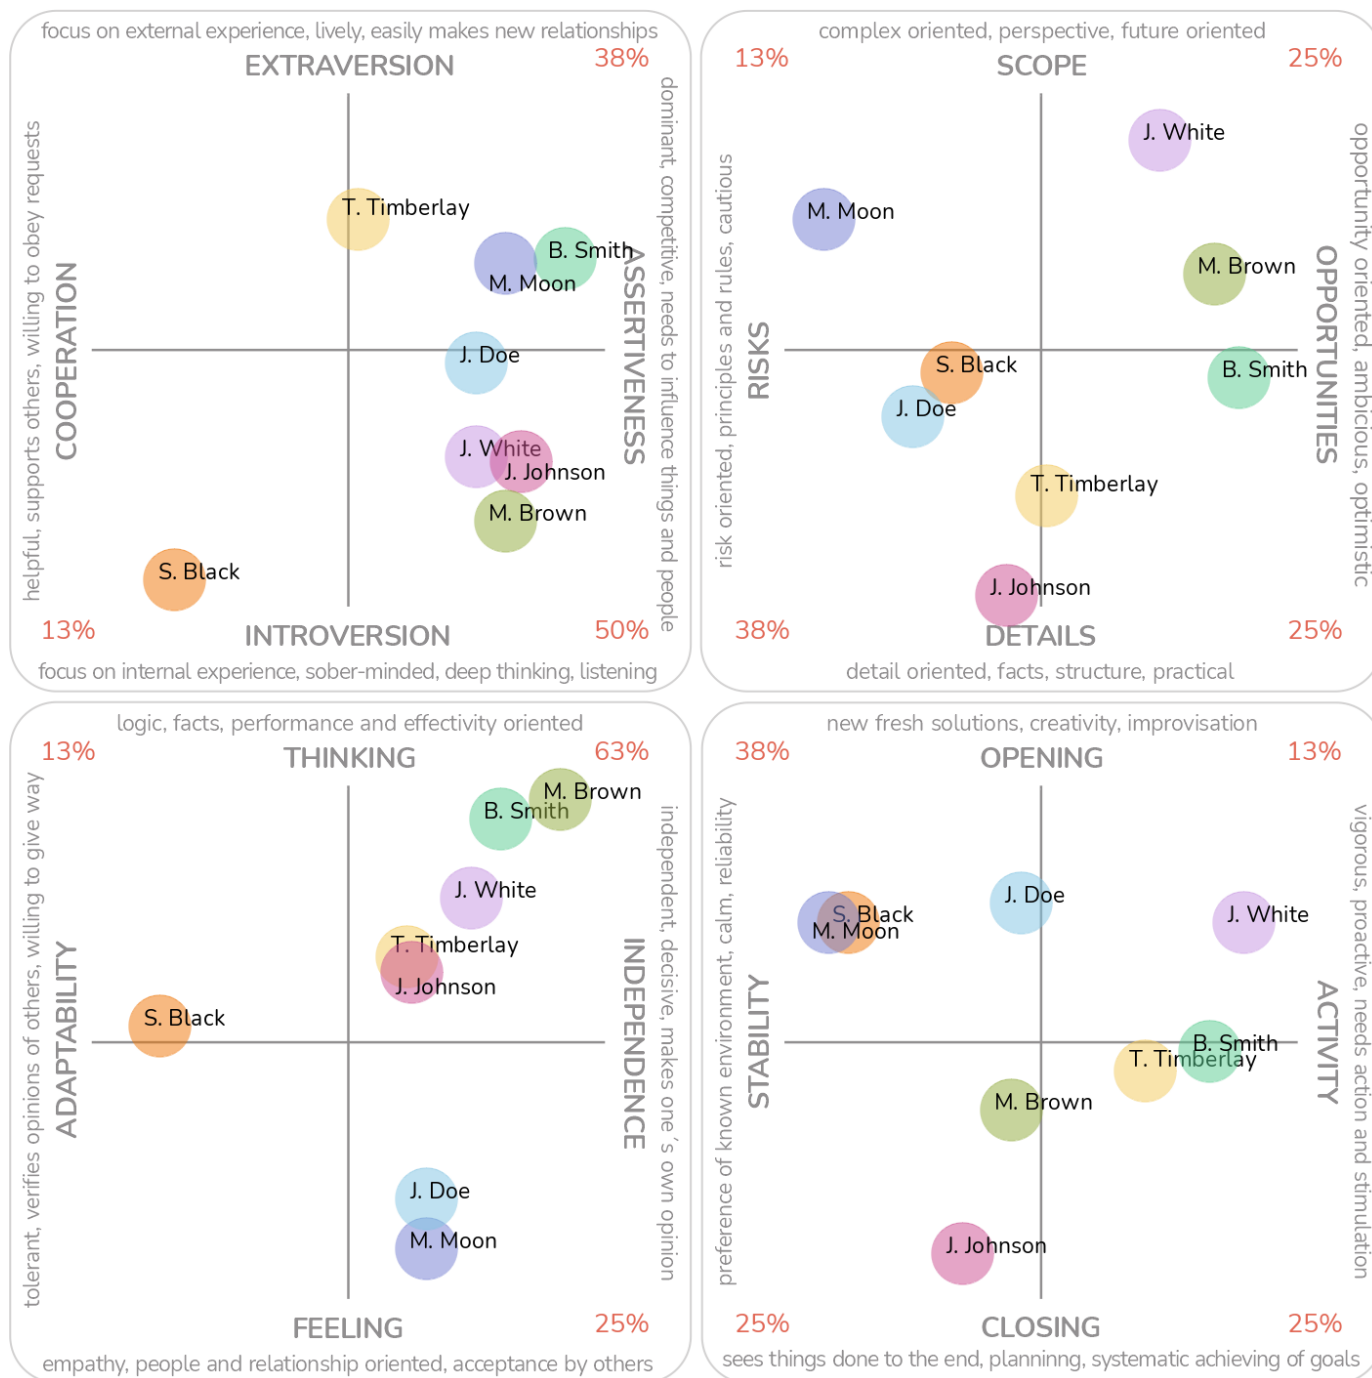 focus on external experience, lively, easily makes new relationships
EXTRAVERSION
38%
helpful, supports others, willing to obey requests
COOPERATION
T. Timberlay
B. Smith
M. Moon
J. Doe
J. White
J. Johnson
M. Brown
S. Black
ASSERTIVENESS
dominant, competitive, needs to influence things and people
13%
INTROVERSION
50%
focus on internal experience, sober-minded, deep thinking, listening
complex oriented, perspective, future oriented
13%
SCOPE
25%
risk oriented, principles and rules, cautious
RISKS
J. White
M. Moon
M. Brown
S. Black
B. Smith
J. Doe
T. Timberlay
J. Johnson
OPPORTUNITIES
opportunity oriented, ambicious, optimistic
38%
DETAILS
25%
detail oriented, facts, structure, practical
logic, facts, performance and effectivity oriented
13%
THINKING
63%
tolerant, verifies opinions of others, willing to give way
ADAPTABILITY
M. Brown
B. Smith
J. White
T. Timberlay
J. Johnson
S. Black
J. Doe
M. Moon
INDEPENDENCE
independent, decisive, makes one ´s own opinion
FEELING
25%
empathy, people and relationship oriented, acceptance by others
new fresh solutions, creativity, improvisation
38%
OPENING
13%
preference of known environment, calm, reliability
STABILITY
J. Doe
S. Black
M. Moon
J. White
B. Smith
T. Timberlay
M. Brown
J. Johnson
ACTIVITY
vigorous, proactive, needs action and stimulation
25%
CLOSING
25%
sees things done to the end, planninng, systematic achieving of goals